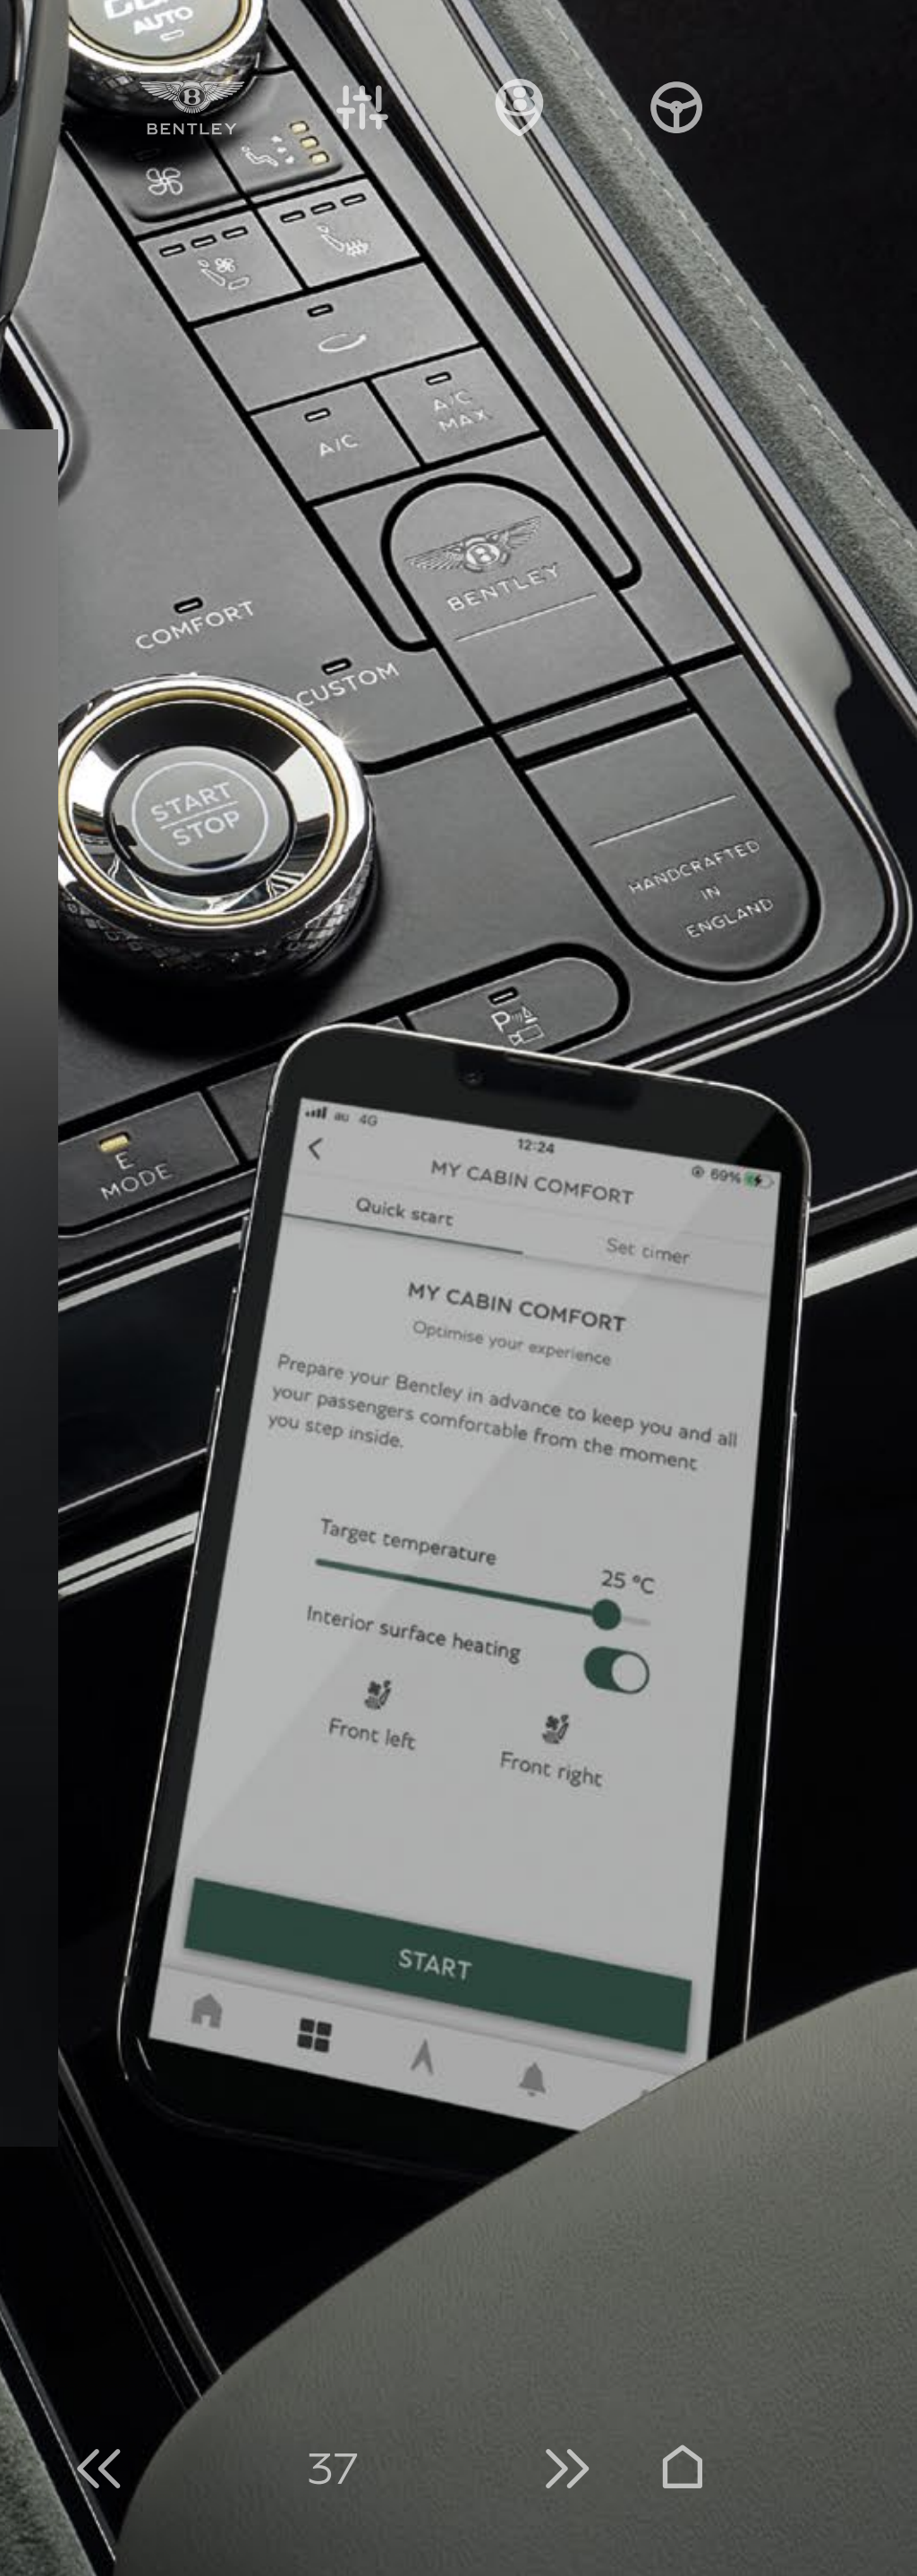 AUTO
BENTLEY
A/C
A/C
MAX
BENTLEY
COMFORT
CUSTOM
START
STOP
HANDCRAFTED
IN
ENGLAND
P
E
MODE
au 4G
12:24
69%
MY CABIN COMFORT
Quick start
Set timer
MY CABIN COMFORT
Optimise your experience
Prepare your Bentley in advance to keep you and all
your passengers comfortable from the moment
you step inside.
Target temperature
25 °C
Interior surface heating
Front left
Front right
START
37